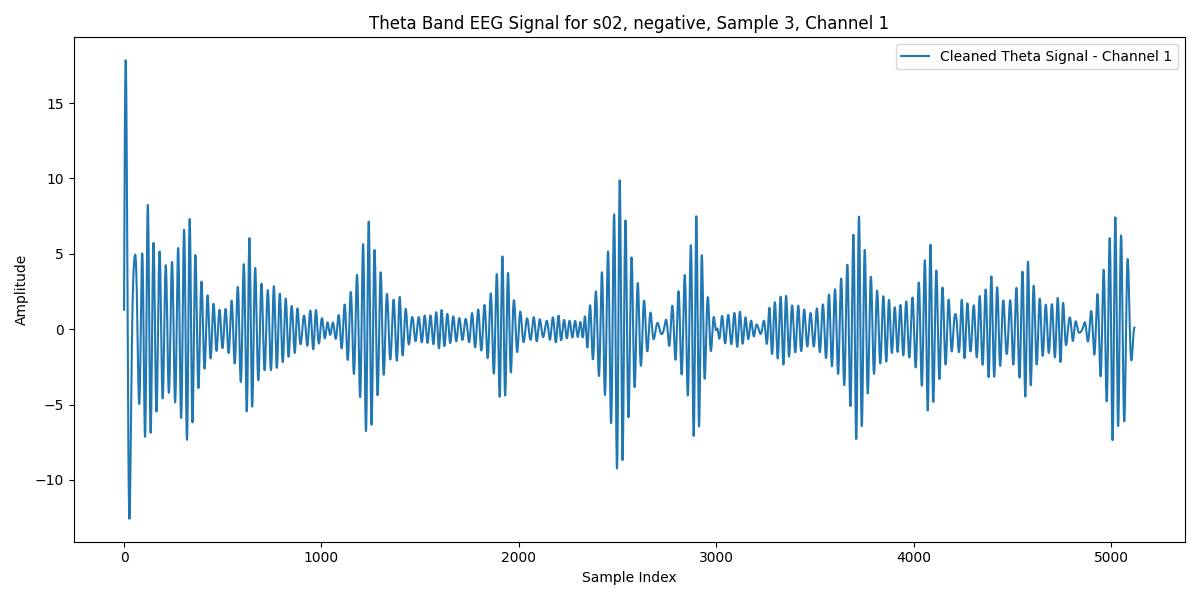 Theta Band EEG Signal for s02, negative, Sample 3, Channel 1
Cleaned Theta Signal - Channel 1
Amplitude
15
10
5
0
−5
−10
0 1000 2000 3000 4000 5000
Sample Index